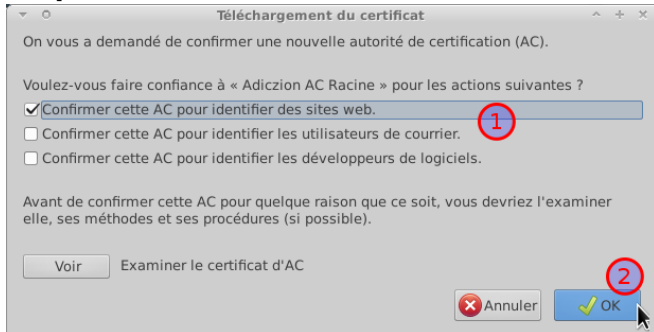 Téléchargement du certificat
On vous a demandé de confirmer une nouvelle autorité de certification (AC).
Voulez-vous faire confiance à « Adiczion AC Racine » pour les actions suivantes ?
Confirmer cette AC pour identifier des sites web.
1
Confirmer cette AC pour identifier les utilisateurs de courrier.
Confirmer cette AC pour identifier les développeurs de logiciels.
Avant de confirmer cette AC pour quelque raison que ce soit, vous devriez l'examiner
elle, ses méthodes et ses procédures (si possible).
Voir Examiner le certificat d'AC
2
Annuler OK